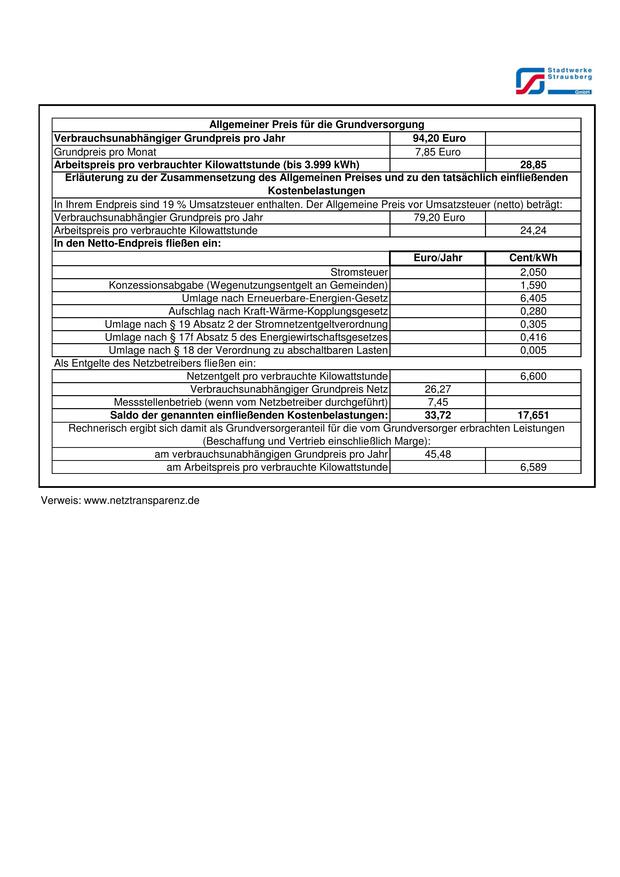 Stadtwerke
Strausberg
GmbH
Allgemeiner Preis für die Grundversorgung
Verbrauchsunabhängiger Grundpreis pro Jahr 94,20 Euro
Grundpreis pro Monat 7,85 Euro
Arbeitspreis pro verbrauchter Kilowattstunde (bis 3.999 kWh) 28,85
Erläuterung zu der Zusammensetzung des Allgemeinen Preises und zu den tatsächlich einfließenden
Kostenbelastungen
In Ihrem Endpreis sind 19 % Umsatzsteuer enthalten. Der Allgemeine Preis vor Umsatzsteuer (netto) beträgt:
Verbrauchsunabhängier Grundpreis pro Jahr 79,20 Euro
Arbeitspreis pro verbrauchte Kilowattstunde 24,24
In den Netto-Endpreis fließen ein:
Euro/Jahr Cent/kWh
Stromsteuer 2,050
Konzessionsabgabe (Wegenutzungsentgelt an Gemeinden) 1,590
Umlage nach Erneuerbare-Energien-Gesetz 6,405
Aufschlag nach Kraft-Wärme-Kopplungsgesetz 0,280
Umlage nach § 19 Absatz 2 der Stromnetzentgeltverordnung 0,305
Umlage nach § 17f Absatz 5 des Energiewirtschaftsgesetzes 0,416
Umlage nach § 18 der Verordnung zu abschaltbaren Lasten 0,005
Als Entgelte des Netzbetreibers fließen ein:
Netzentgelt pro verbrauchte Kilowattstunde 6,600
Verbrauchsunabhängiger Grundpreis Netz 26,27
Messstellenbetrieb (wenn vom Netzbetreiber durchgeführt) 7,45
Saldo der genannten einfließenden Kostenbelastungen: 33,72 17,651
Rechnerisch ergibt sich damit als Grundversorgeranteil für die vom Grundversorger erbrachten Leistungen
(Beschaffung und Vertrieb einschließlich Marge):
am verbrauchsunabhängigen Grundpreis pro Jahr 45,48
am Arbeitspreis pro verbrauchte Kilowattstunde 6,589
Verweis: www.netztransparenz.de